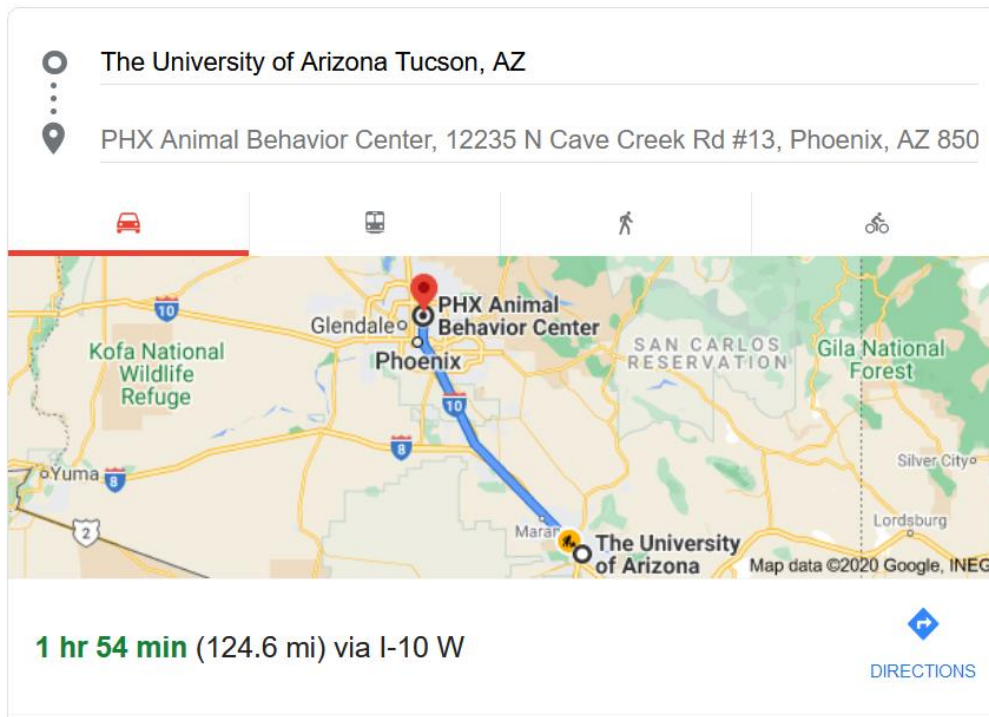 The University of Arizona Tucson, AZ
PHX Animal Behavior Center, 12235 N Cave Creek Rd #13, Phoenix, AZ 850
10
PHX Animal
Behavior Center
Glendale
Phoenix
Kofa National
Wildlife
Refuge
SAN CARLOS
RESERVATION
Gila National
Forest
10
8
Yuma
8
Silver City
2
Maran
Lordsburg
The University
of Arizona
Map data ©2020 Google, INEG
1 hr 54 min (124.6 mi) via I-10 W
DIRECTIONS